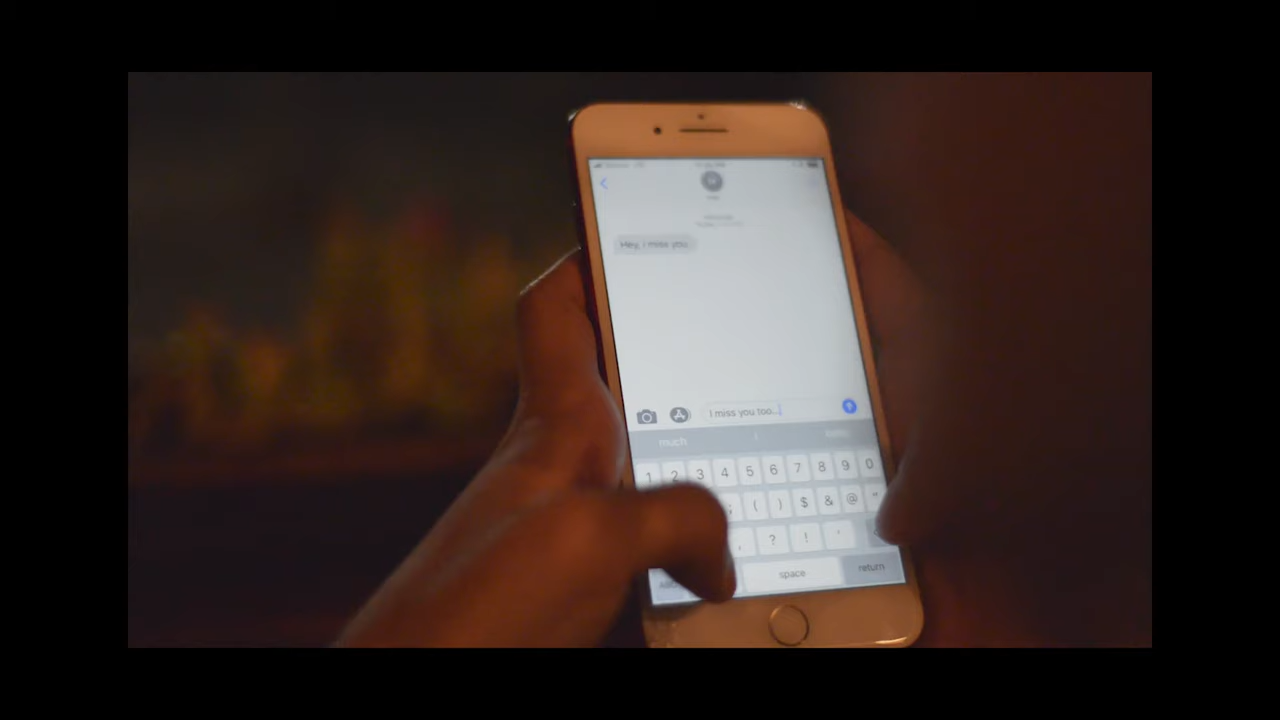 Hey, i miss you
I miss you too...
much
1 2 3 4 5 6 7 8 9 0
; ( ) $ & @ "
, ? ! '
space return